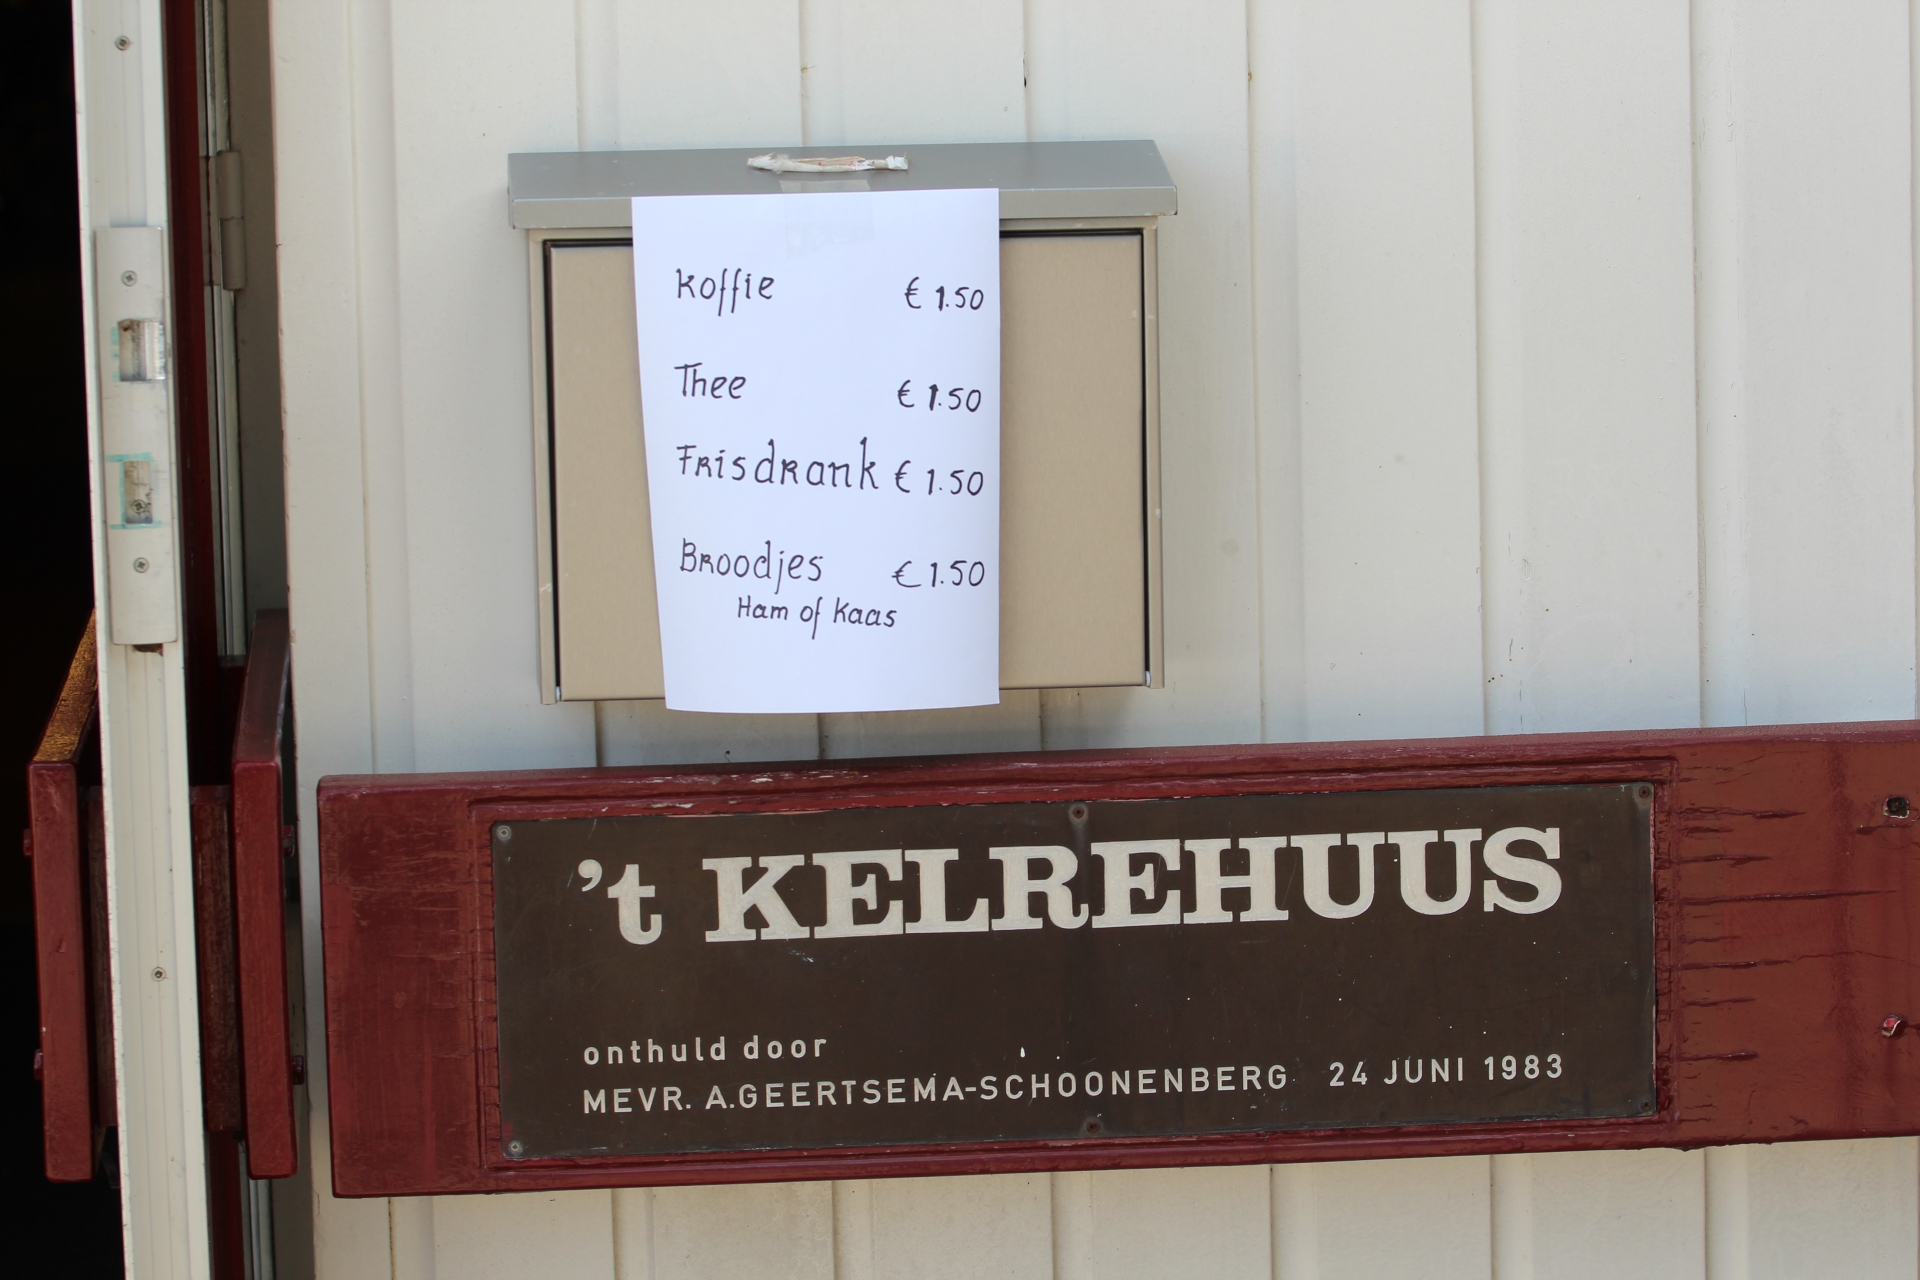 Koffie € 1.50
Thee € 1.50
Frisdrank € 1.50
Broodjes € 1.50
Ham of Kaas
't KELREHUUS
onthuld door
MEVR. A.GEERTSEMA-SCHOONENBERG 24 JUNI 1983